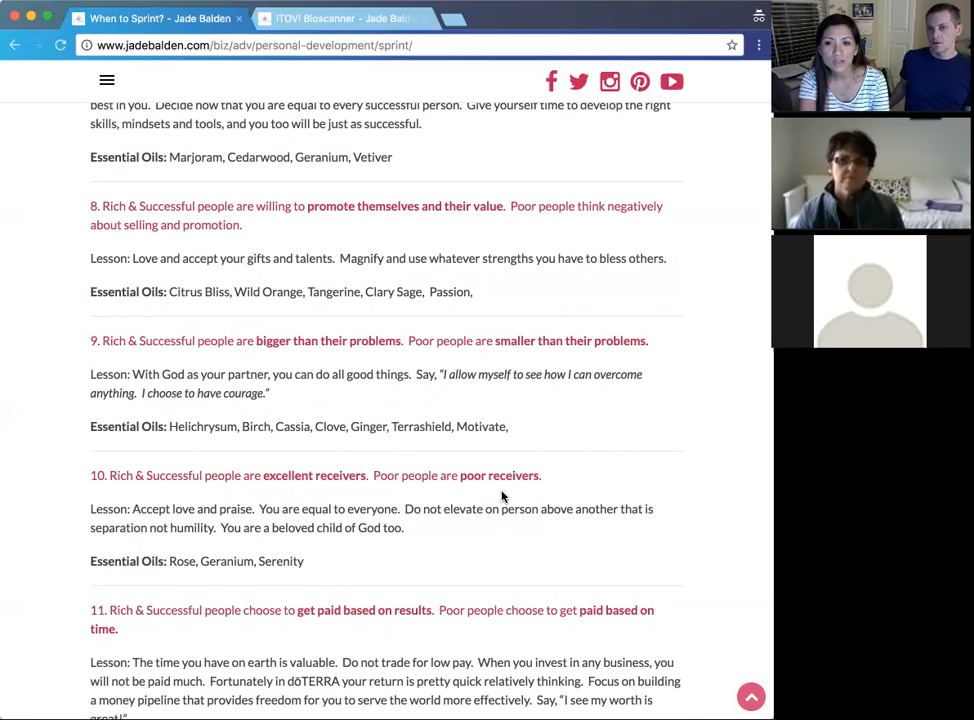 When to Sprint? - Jade Balden
iTOVi Bioscanner - Jade Bald
www.jadebalden.com/biz/adv/personal-development/sprint/
best in you. Decide now that you are equal to every successful person. Give yourself time to develop the right
skills, mindsets and tools, and you too will be just as successful.
Essential Oils: Marjoram, Cedarwood, Geranium, Vetiver
8. Rich & Successful people are willing to promote themselves and their value. Poor people think negatively
about selling and promotion.
Lesson: Love and accept your gifts and talents. Magnify and use whatever strengths you have to bless others.
Essential Oils: Citrus Bliss, Wild Orange, Tangerine, Clary Sage, Passion,
9. Rich & Successful people are bigger than their problems. Poor people are smaller than their problems.
Lesson: With God as your partner, you can do all good things. Say, “I allow myself to see how I can overcome
anything. I choose to have courage.”
Essential Oils: Helichrysum, Birch, Cassia, Clove, Ginger, Terrashield, Motivate,
10. Rich & Successful people are excellent receivers. Poor people are poor receivers.
Lesson: Accept love and praise. You are equal to everyone. Do not elevate on person above another that is
separation not humility. You are a beloved child of God too.
Essential Oils: Rose, Geranium, Serenity
11. Rich & Successful people choose to get paid based on results. Poor people choose to get paid based on
time.
Lesson: The time you have on earth is valuable. Do not trade for low pay. When you invest in any business, you
will not be paid much. Fortunately in dōTERRA your return is pretty quick relatively thinking. Focus on building
a money pipeline that provides freedom for you to serve the world more effectively. Say, “I see my worth is
great!”